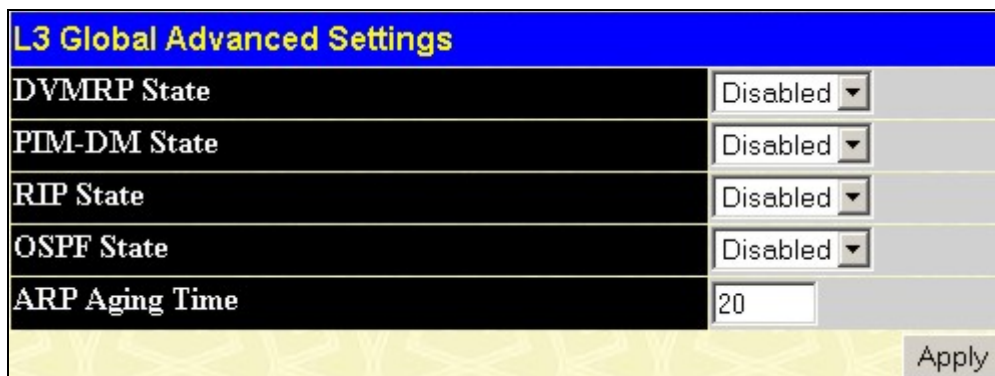 L3 Global Advanced Settings
DVMRP State Disabled
PIM-DM State Disabled
RIP State Disabled
OSPF State Disabled
ARP Aging Time 20
Apply